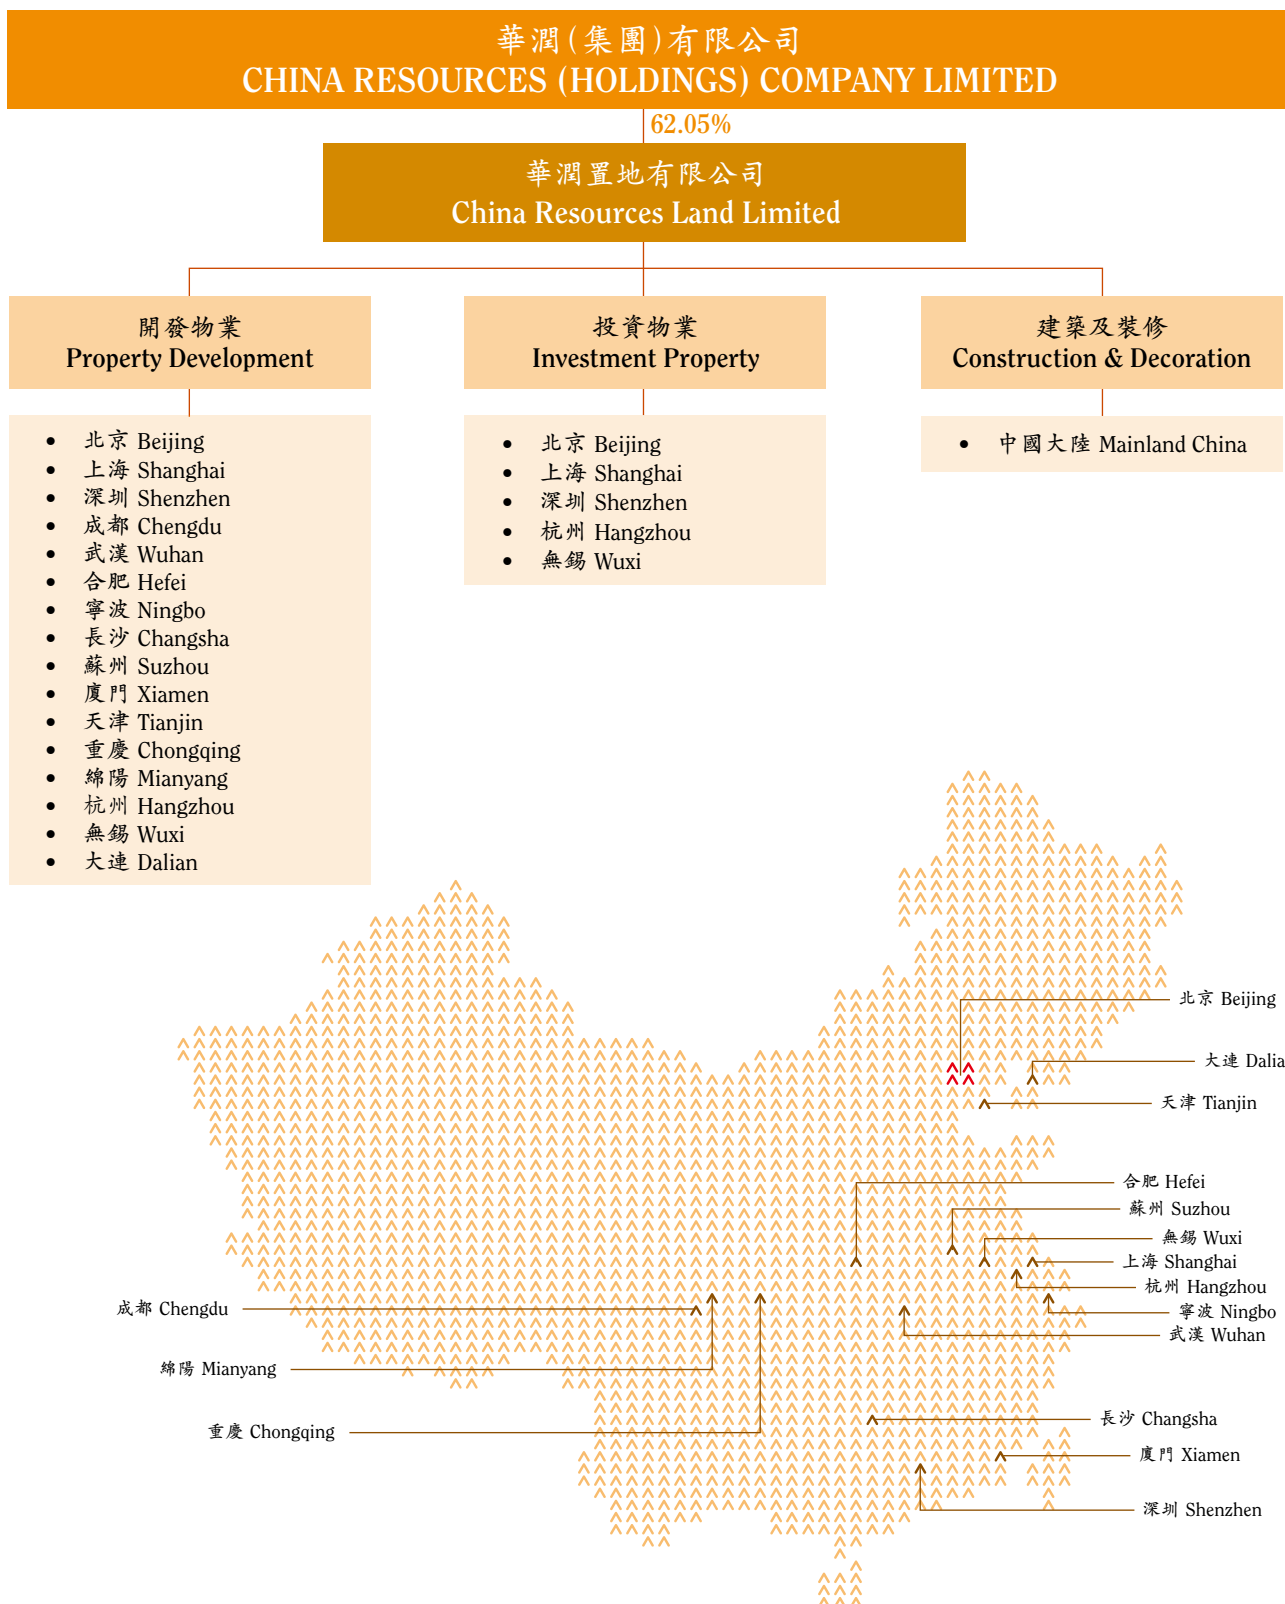 華潤(集團)有限公司
CHINA RESOURCES (HOLDINGS) COMPANY LIMITED
62.05%
華潤置地有限公司
China Resources Land Limited
開發物業
Property Development
• 北京 Beijing
• 上海 Shanghai
• 深圳 Shenzhen
• 成都 Chengdu
• 武漢 Wuhan
• 合肥 Hefei
• 寧波 Ningbo
• 長沙 Changsha
• 蘇州 Suzhou
• 廈門 Xiamen
• 天津 Tianjin
• 重慶 Chongqing
• 綿陽 Mianyang
• 杭州 Hangzhou
• 無錫 Wuxi
• 大連 Dalian
投資物業
Investment Property
• 北京 Beijing
• 上海 Shanghai
• 深圳 Shenzhen
• 杭州 Hangzhou
• 無錫 Wuxi
建築及裝修
Construction & Decoration
• 中國大陸 Mainland China
北京 Beijing
大連 Dalia
天津 Tianjin
合肥 Hefei
蘇州 Suzhou
無錫 Wuxi
上海 Shanghai
杭州 Hangzhou
寧波 Ningbo
武漢 Wuhan
成都 Chengdu
綿陽 Mianyang
重慶 Chongqing
長沙 Changsha
廈門 Xiamen
深圳 Shenzhen